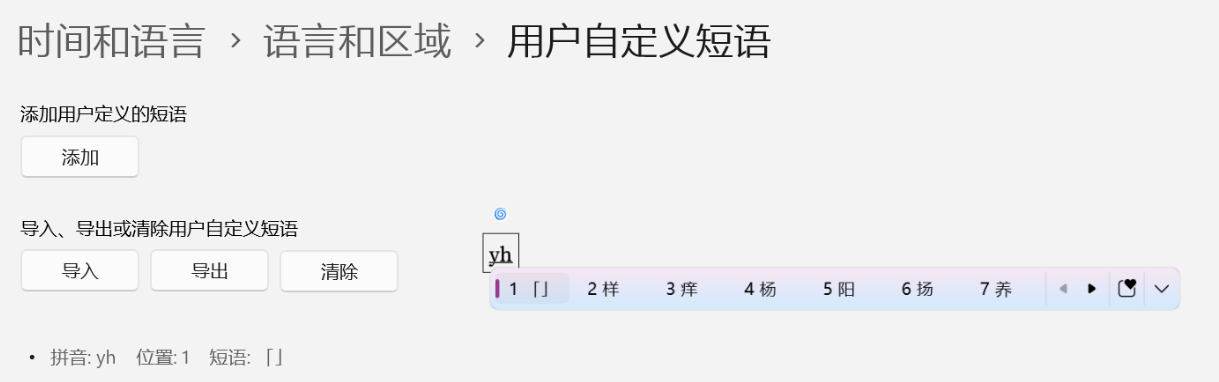 时间和语言 > 语言和区域 > 用户自定义短语
添加用户定义的短语
添加
导入、导出或清除用户自定义短语
导入 导出 清除
yh
1 「」 2 样 3 痒 4 杨 5 阳 6 扬 7 养
• 拼音: yh 位置: 1 短语: 「」